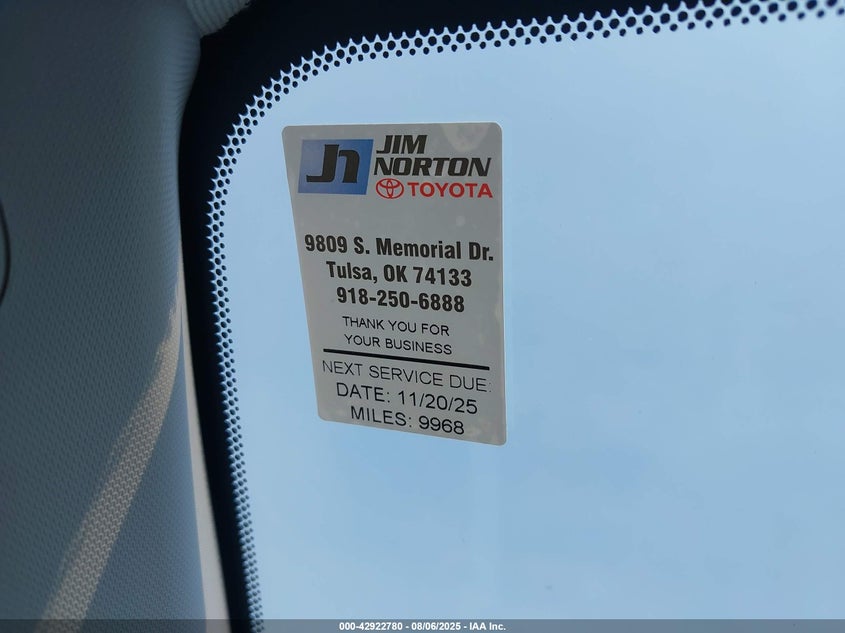 Jn JIM
NORTON
TOYOTA
9809 S. Memorial Dr.
Tulsa, OK 74133
918-250-6888
THANK YOU FOR
YOUR BUSINESS
NEXT SERVICE DUE:
DATE: 11/20/25
MILES: 9968
000-42922780 - 08/06/2025 - IAA Inc.